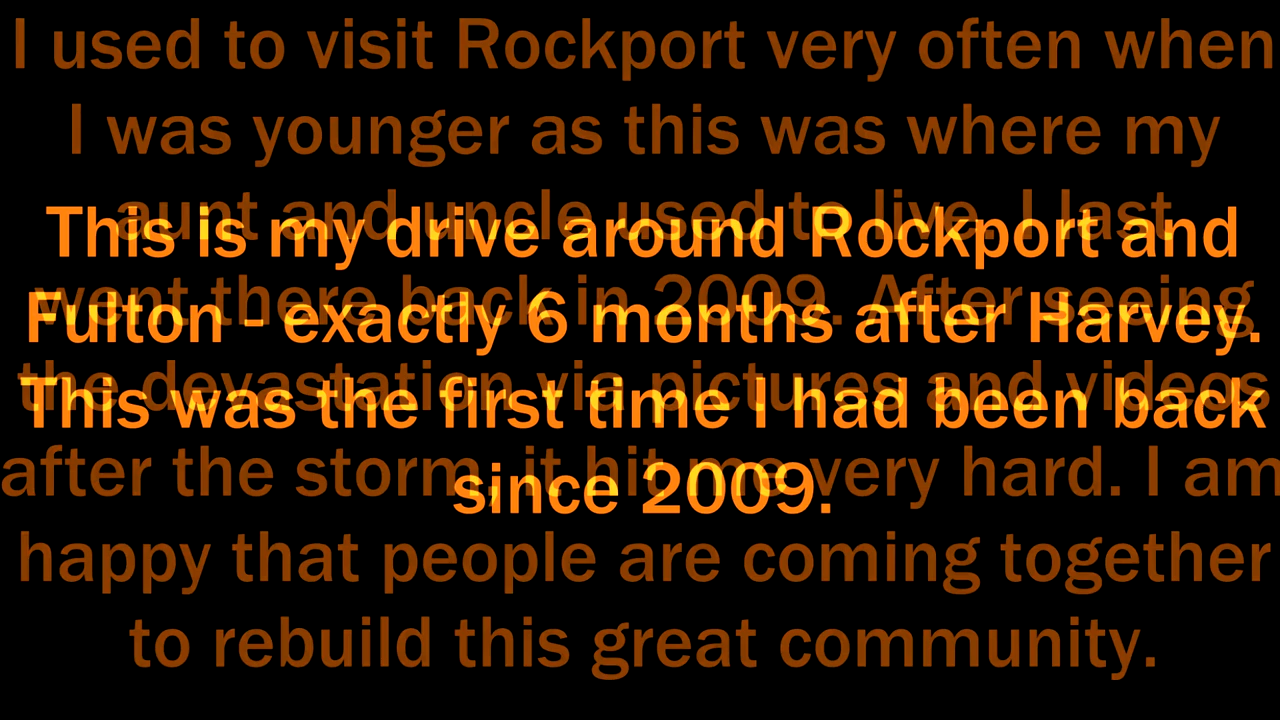 I used to visit Rockport very often when
I was younger as this was where my
aunt and uncle used to live. I last
went there back in 2009. After seeing
the devastation via pictures and videos
after the storm, it hit me very hard. I am
happy that people are coming together
to rebuild this great community.
This is my drive around Rockport and
Fulton - exactly 6 months after Harvey.
This was the first time I had been back
since 2009.